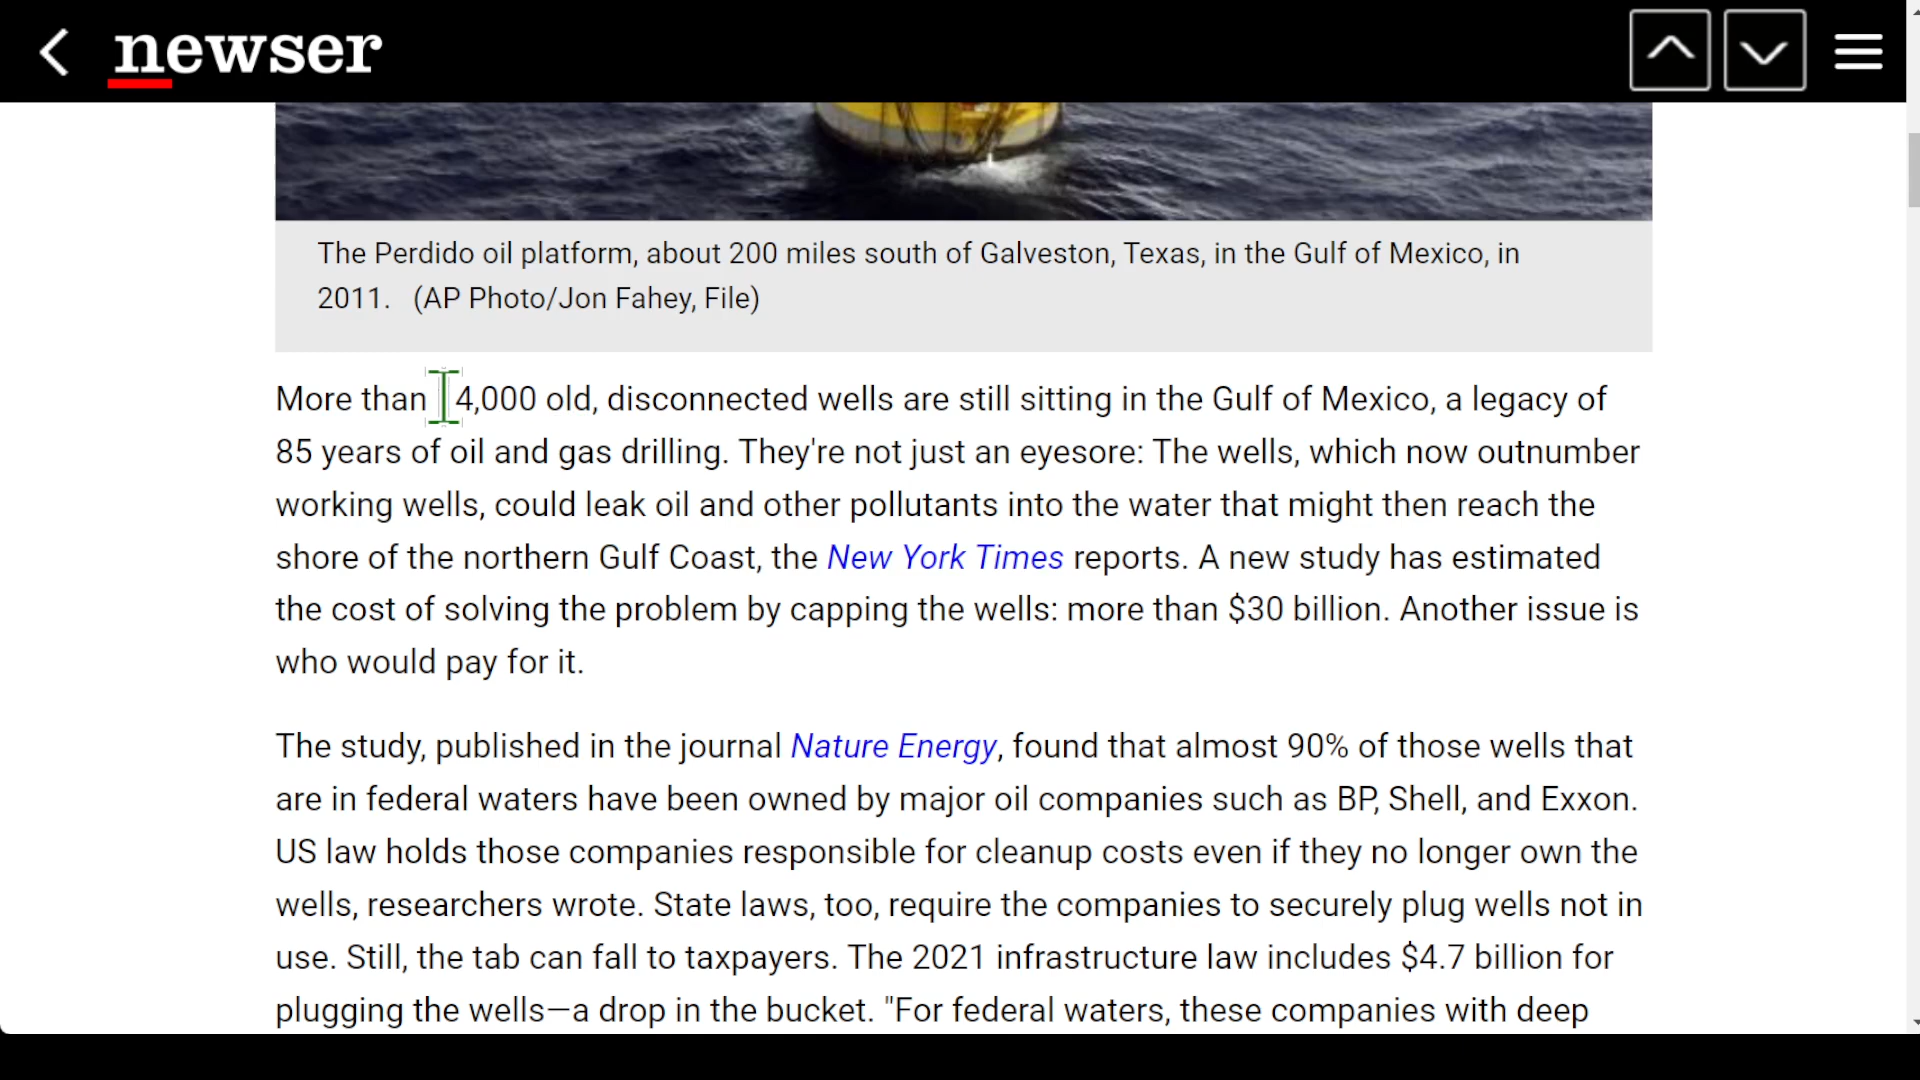 newser
The Perdido oil platform, about 200 miles south of Galveston, Texas, in the Gulf of Mexico, in
2011. (AP Photo/Jon Fahey, File)
More than 4,000 old, disconnected wells are still sitting in the Gulf of Mexico, a legacy of
85 years of oil and gas drilling. They're not just an eyesore: The wells, which now outnumber
working wells, could leak oil and other pollutants into the water that might then reach the
shore of the northern Gulf Coast, the New York Times reports. A new study has estimated
the cost of solving the problem by capping the wells: more than $30 billion. Another issue is
who would pay for it.
The study, published in the journal Nature Energy, found that almost 90% of those wells that
are in federal waters have been owned by major oil companies such as BP, Shell, and Exxon.
US law holds those companies responsible for cleanup costs even if they no longer own the
wells, researchers wrote. State laws, too, require the companies to securely plug wells not in
use. Still, the tab can fall to taxpayers. The 2021 infrastructure law includes $4.7 billion for
plugging the wells—a drop in the bucket. "For federal waters, these companies with deep